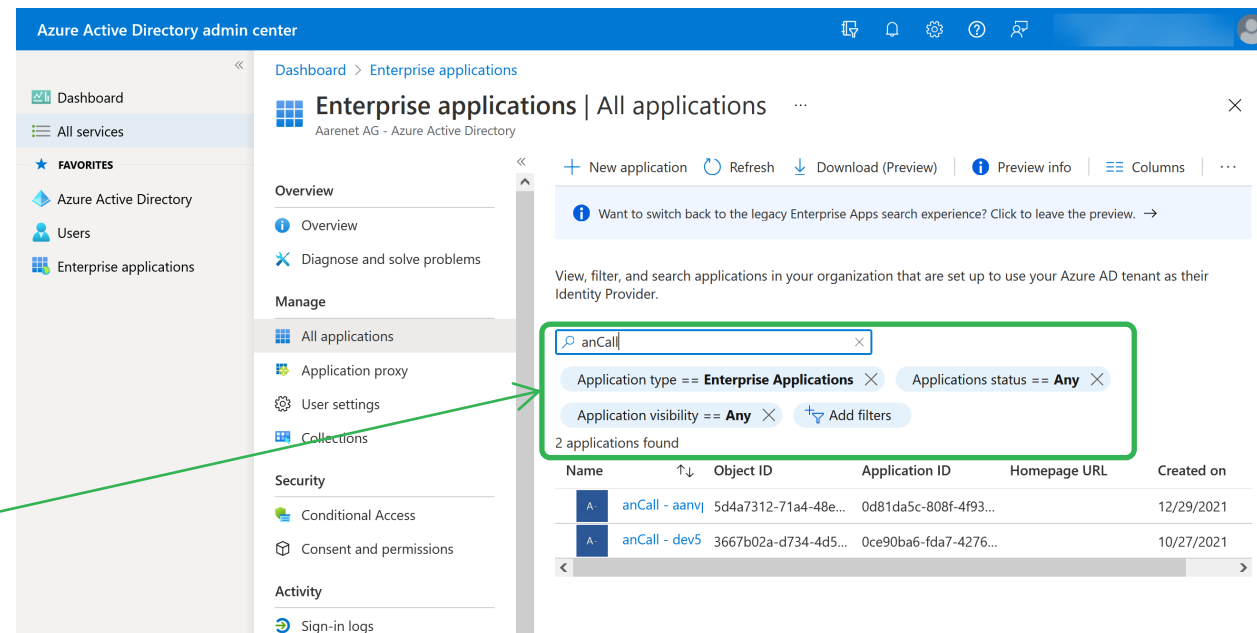 Azure Active Directory admin center
Dashboard
All services
FAVORITES
Azure Active Directory
Users
Enterprise applications
Dashboard > Enterprise applications
Enterprise applications | All applications ...
Aarenet AG - Azure Active Directory
Overview
Overview
Diagnose and solve problems
Manage
All applications
Application proxy
User settings
Collections
Security
Conditional Access
Consent and permissions
Activity
Sign-in logs
New application Refresh Download (Preview) Preview info Columns ...
Want to switch back to the legacy Enterprise Apps search experience? Click to leave the preview. →
View, filter, and search applications in your organization that are set up to use your Azure AD tenant as their
Identity Provider.
anCall
Application type == Enterprise Applications Applications status == Any
Application visibility == Any Add filters
2 applications found
Name Object ID Application ID Homepage URL Created on
A- anCall - 5d4a7312-71a4-48e... 0d81da5c-808f-4f93... 12/29/2021
A- anCall - dev5 3667b02a-d734-4d5... 0ce90ba6-fda7-4276... 10/27/2021